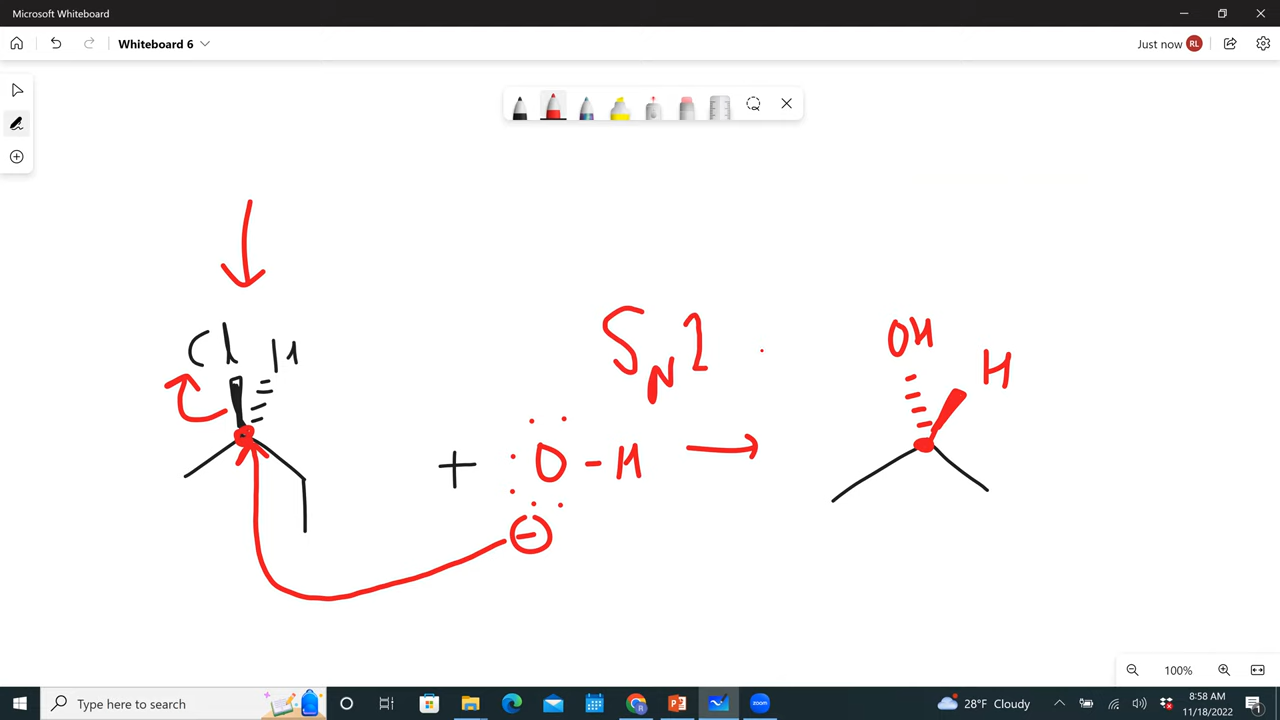 Microsoft Whiteboard
Whiteboard 6
Just now RL
Cl H
SN2
OH
H
+ O - H
-
100%
Type here to search
28°F Cloudy
8:58 AM
11/18/2022
1